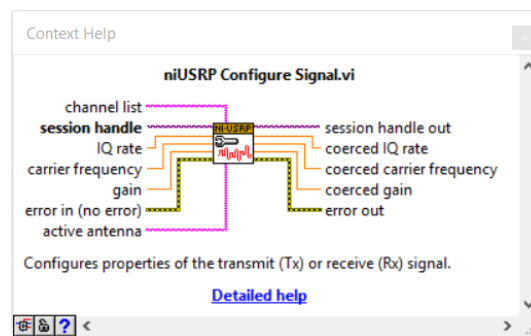 Context Help
niUSRP Configure Signal.vi
channel list
session handle
IQ rate
carrier frequency
gain
error in (no error)
active antenna
NI-USRP
session handle out
coerced IQ rate
coerced carrier frequency
coerced gain
error out
Configures properties of the transmit (Tx) or receive (Rx) signal.
Detailed help
?